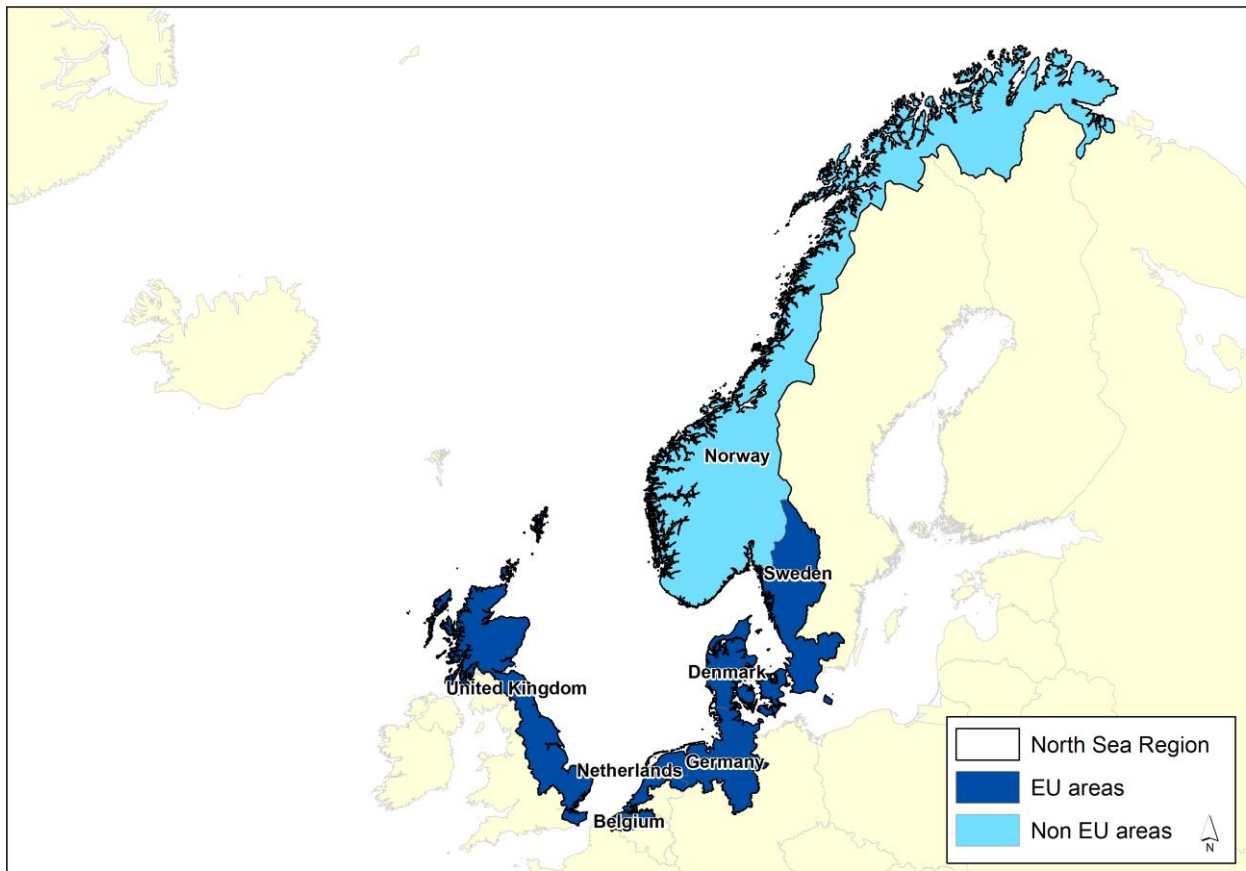 Norway
Sweden
United Kingdom
Denmark
Netherlands
Germany
Belgium
North Sea Region
EU areas
Non EU areas
N